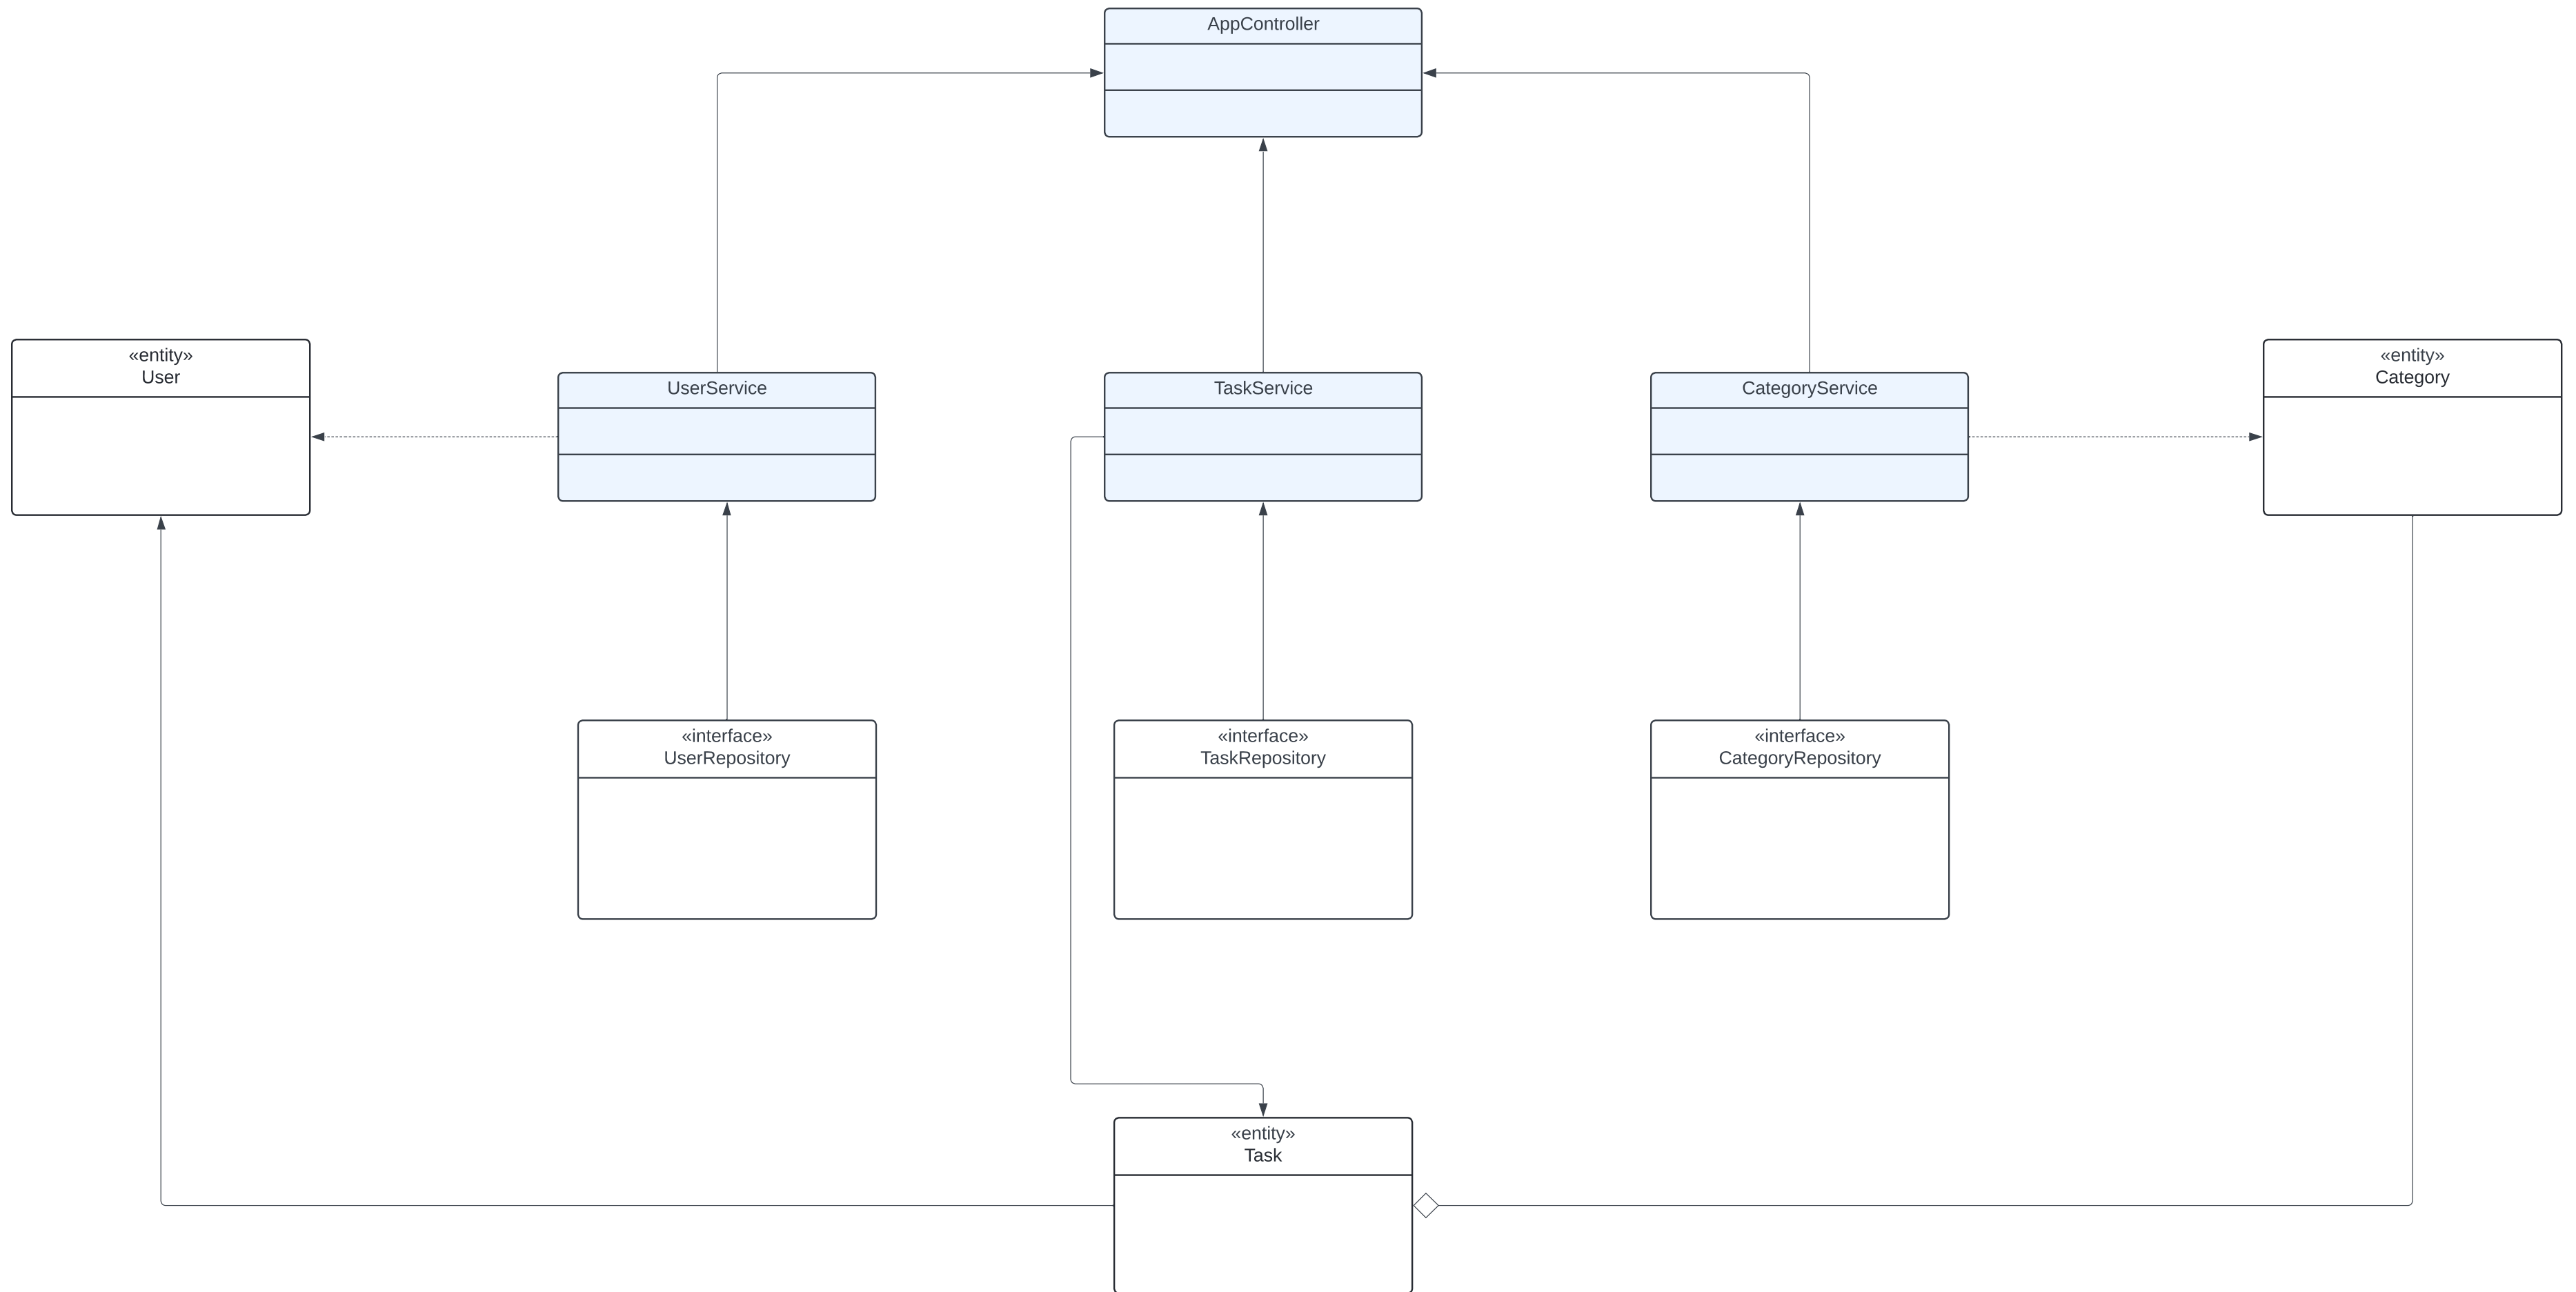 AppController
«entity»
User
UserService
TaskService
CategoryService
«entity»
Category
«interface»
UserRepository
«interface»
TaskRepository
«interface»
CategoryRepository
«entity»
Task